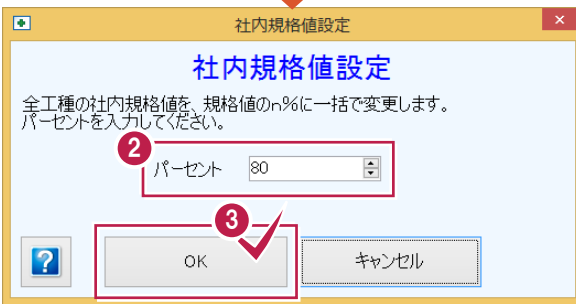 社内規格値設定
×
社内規格値設定
全工種の社内規格値を、規格値のn%に一括で変更します。
パーセントを入力してください。
2
パーセント 80
3
? OK キャンセル